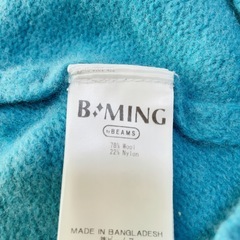 B✦MING
by BEAMS
78% Wool
22% Nylon
MADE IN BANGLADESH